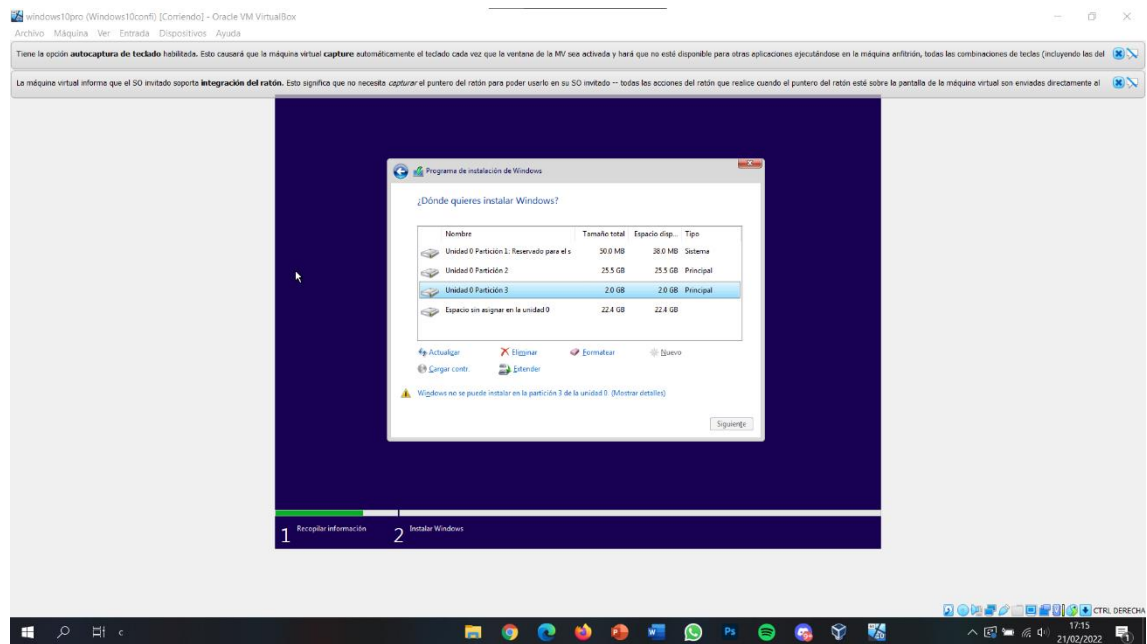 windows10pro (Windows10confi) [Corriendo] - Oracle VM VirtualBox
Archivo Máquina Ver Entrada Dispositivos Ayuda
Tiene la opción autocaptura de teclado habilitada. Esto causará que la máquina virtual capture automáticamente el teclado cada vez que la ventana de la MV sea activada y hará que no esté disponible para otras aplicaciones ejecutándose en la máquina anfitrión, todas las combinaciones de teclas (incluyendo las del
La máquina virtual informa que el SO invitado soporta integración del ratón. Esto significa que no necesita capturar el puntero del ratón para poder usarlo en su SO invitado -- todas las acciones del ratón que realice cuando el puntero del ratón esté sobre la pantalla de la máquina virtual son enviadas directamente al
Programa de instalación de Windows
¿Dónde quieres instalar Windows?
Nombre Tamaño total Espacio disp... Tipo
Unidad 0 Partición 1: Reservado para el s 50.0 MB 38.0 MB Sistema
Unidad 0 Partición 2 25.5 GB 25.5 GB Principal
Unidad 0 Partición 3 2.0 GB 2.0 GB Principal
Espacio sin asignar en la unidad 0 22.4 GB 22.4 GB
Actualizar Eliminar Formatear Nuevo
Cargar contr. Extender
Windows no se puede instalar en la partición 3 de la unidad 0. (Mostrar detalles)
Siguiente
1 Recopilar información 2 Instalar Windows
CTRL DERECHA
17:15
21/02/2022